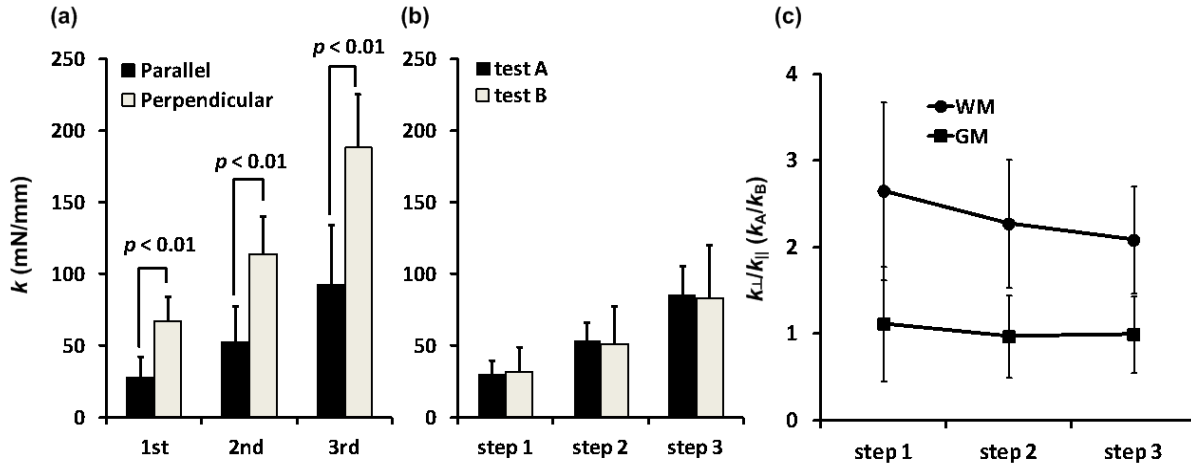 (a)
k (mN/mm)
250
200
150
100
50
0
Parallel
Perpendicular
p < 0.01
p < 0.01
p < 0.01
1st 2nd 3rd
(b)
250
200
150
100
50
0
test A
test B
step 1 step 2 step 3
(c)
k⊥/k|| (kA/kB)
4
3
2
1
0
WM
GM
step 1 step 2 step 3